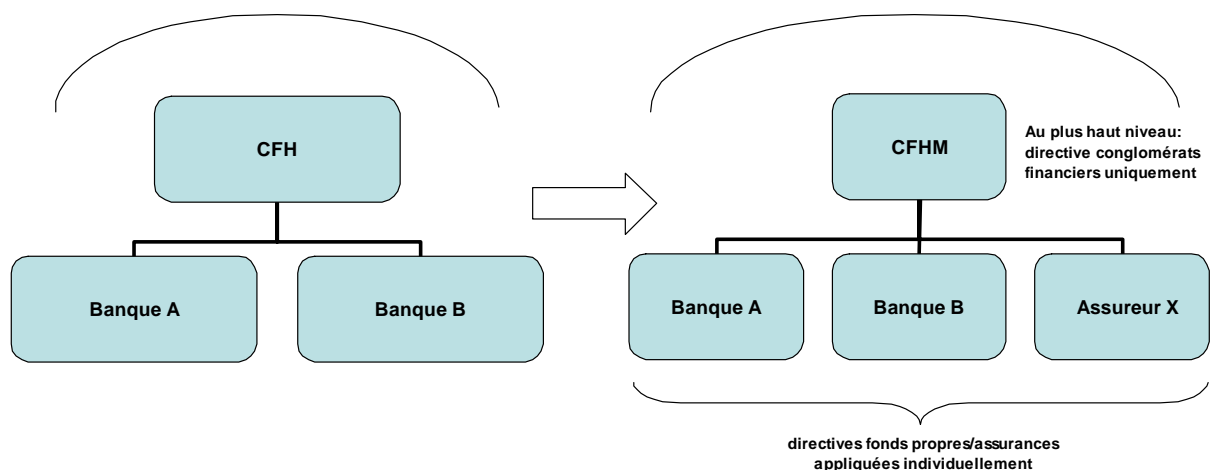 CFH
Banque A
Banque B
CFHM
Au plus haut niveau:
directive conglomérats
financiers uniquement
Banque A
Banque B
Assureur X
directives fonds propres/assurances
appliquées individuellement